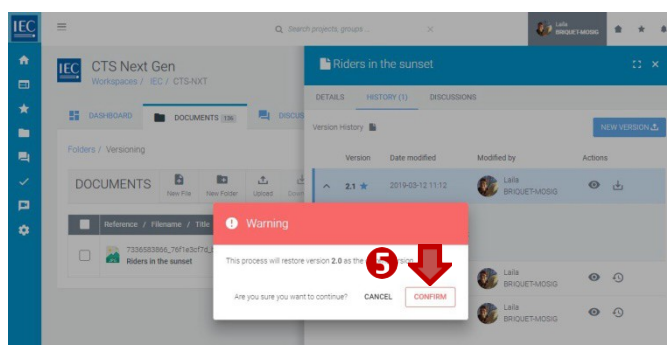 IEC
Search projects, groups ...
Laila
BRIQUET-MOSIG
IEC
CTS Next Gen
Workspaces / IEC / CTS-NXT
DASHBOARD
DOCUMENTS
DISCUS
Folders / Versioning
DOCUMENTS
New File
New Folder
Upload
Reference / Filename / Title
Riders in the sunset
Riders in the sunset
DETAILS
HISTORY (1)
DISCUSSIONS
Version History
NEW VERSION
Version
Date modified
Modified by
Actions
2.1
2019-03-12 11:12
Laila
BRIQUET-MOSIG
Laila
BRIQUET-MOSIG
Laila
BRIQUET-MOSIG
Warning
This process will restore version 2.0 as the
Are you sure you want to continue?
CANCEL
CONFIRM
5